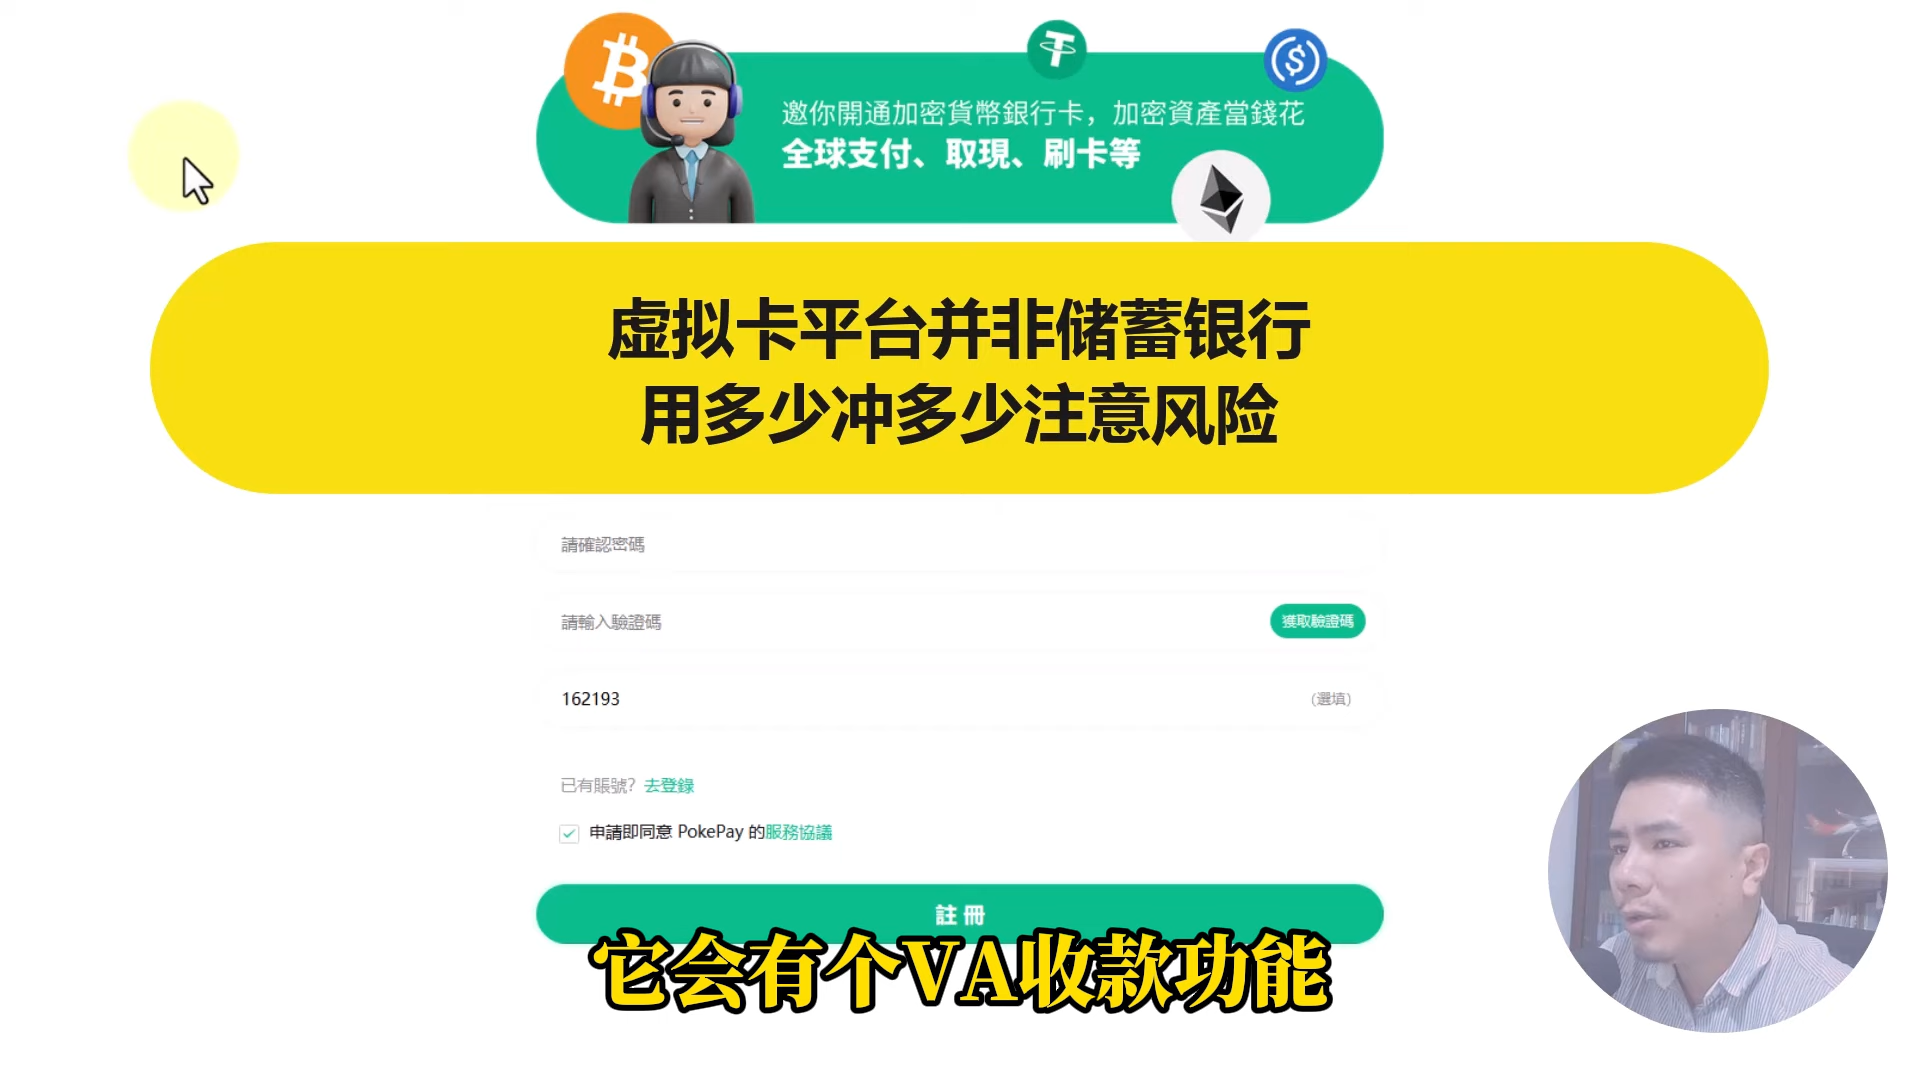 邀你開通加密貨幣銀行卡，加密資產當錢花
全球支付、取現、刷卡等
虚拟卡平台并非储蓄银行
用多少冲多少注意风险
請確認密碼
請輸入驗證碼
獲取驗證碼
162193
(選填)
已有賬號？去登錄
申請即同意 PokePay 的服務協議
註 冊
它会有个VA收款功能